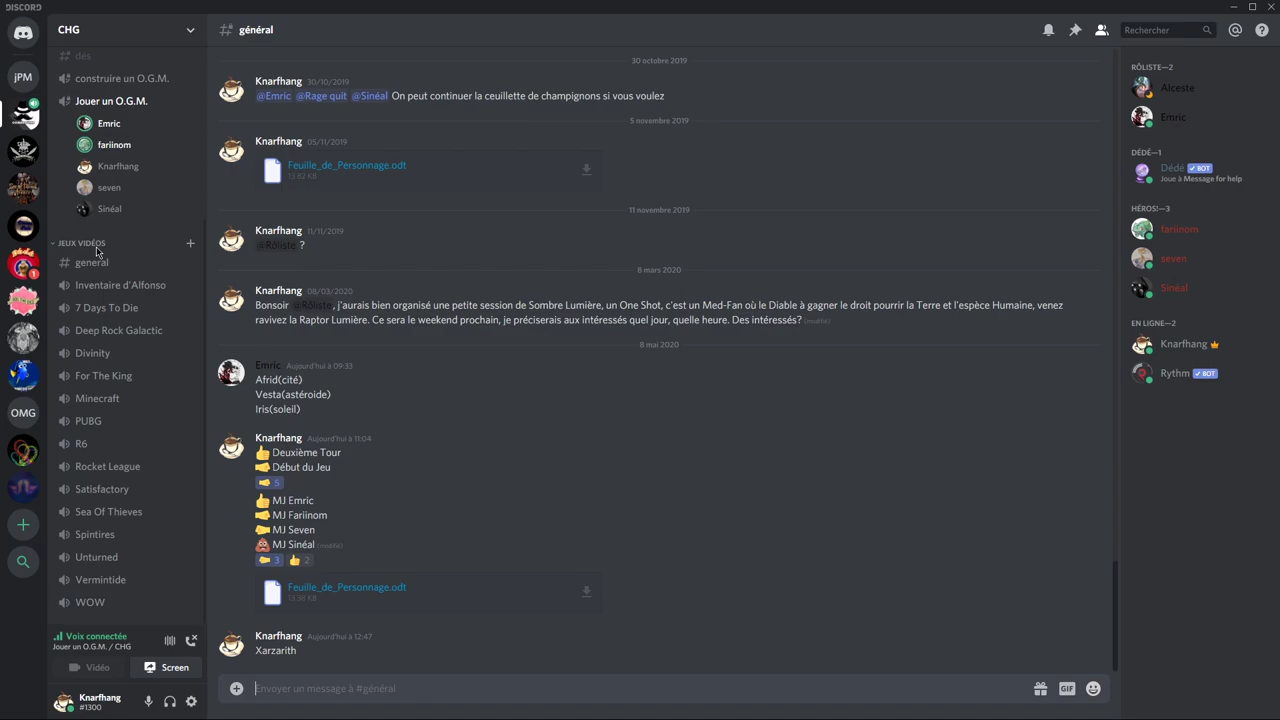 DISCORD
CHG
dés
construire un O.G.M.
Jouer un O.G.M.
Emric
fariinom
Knarfhang
seven
Sinéal
JEUX VIDÉOS
general
Inventaire d'Alfonso
7 Days To Die
Deep Rock Galactic
Divinity
For The King
Minecraft
PUBG
R6
Rocket League
Satisfactory
Sea Of Thieves
Spintires
Unturned
Vermintide
WOW
Voix connectée
Jouer un O.G.M. / CHG
Vidéo
Screen
Knarfhang
#1300
jPM
1
OMG
général
Rechercher
30 octobre 2019
Knarfhang 30/10/2019
@Emric @Rage quit @Sinéal On peut continuer la ceuillette de champignons si vous voulez
5 novembre 2019
Knarfhang 05/11/2019
Feuille_de_Personnage.odt
13.62 KB
11 novembre 2019
Knarfhang 11/11/2019
@Rôliste ?
8 mars 2020
Knarfhang 08/03/2020
Bonsoir @Rôliste, j'aurais bien organisé une petite session de Sombre Lumière, un One Shot, c'est un Med-Fan où le Diable à gagner le droit pourrir la Terre et l'espèce Humaine, venez
ravivez la Raptor Lumière. Ce sera le weekend prochain, je préciserais aux intéressés quel jour, quelle heure. Des intéressés? (modifié)
8 mai 2020
Emric Aujourd'hui à 09:33
Afrid(cité)
Vesta(astéroide)
Iris(soleil)
Knarfhang Aujourd'hui à 11:04
👍 Deuxième Tour
Début du Jeu
5
👍 MJ Emric
MJ Fariinom
MJ Seven
💩 MJ Sinéal (modifié)
3 👍 2
Feuille_de_Personnage.odt
13.38 KB
Knarfhang Aujourd'hui à 12:47
Xarzarith
Envoyer un message à #général
GIF
RÔLISTE—2
Alceste
Emric
DÉDÉ—1
Dédé BOT
Joue à Message for help
HÉROS!—3
fariinom
seven
Sinéal
EN LIGNE—2
Knarfhang
Rythm BOT